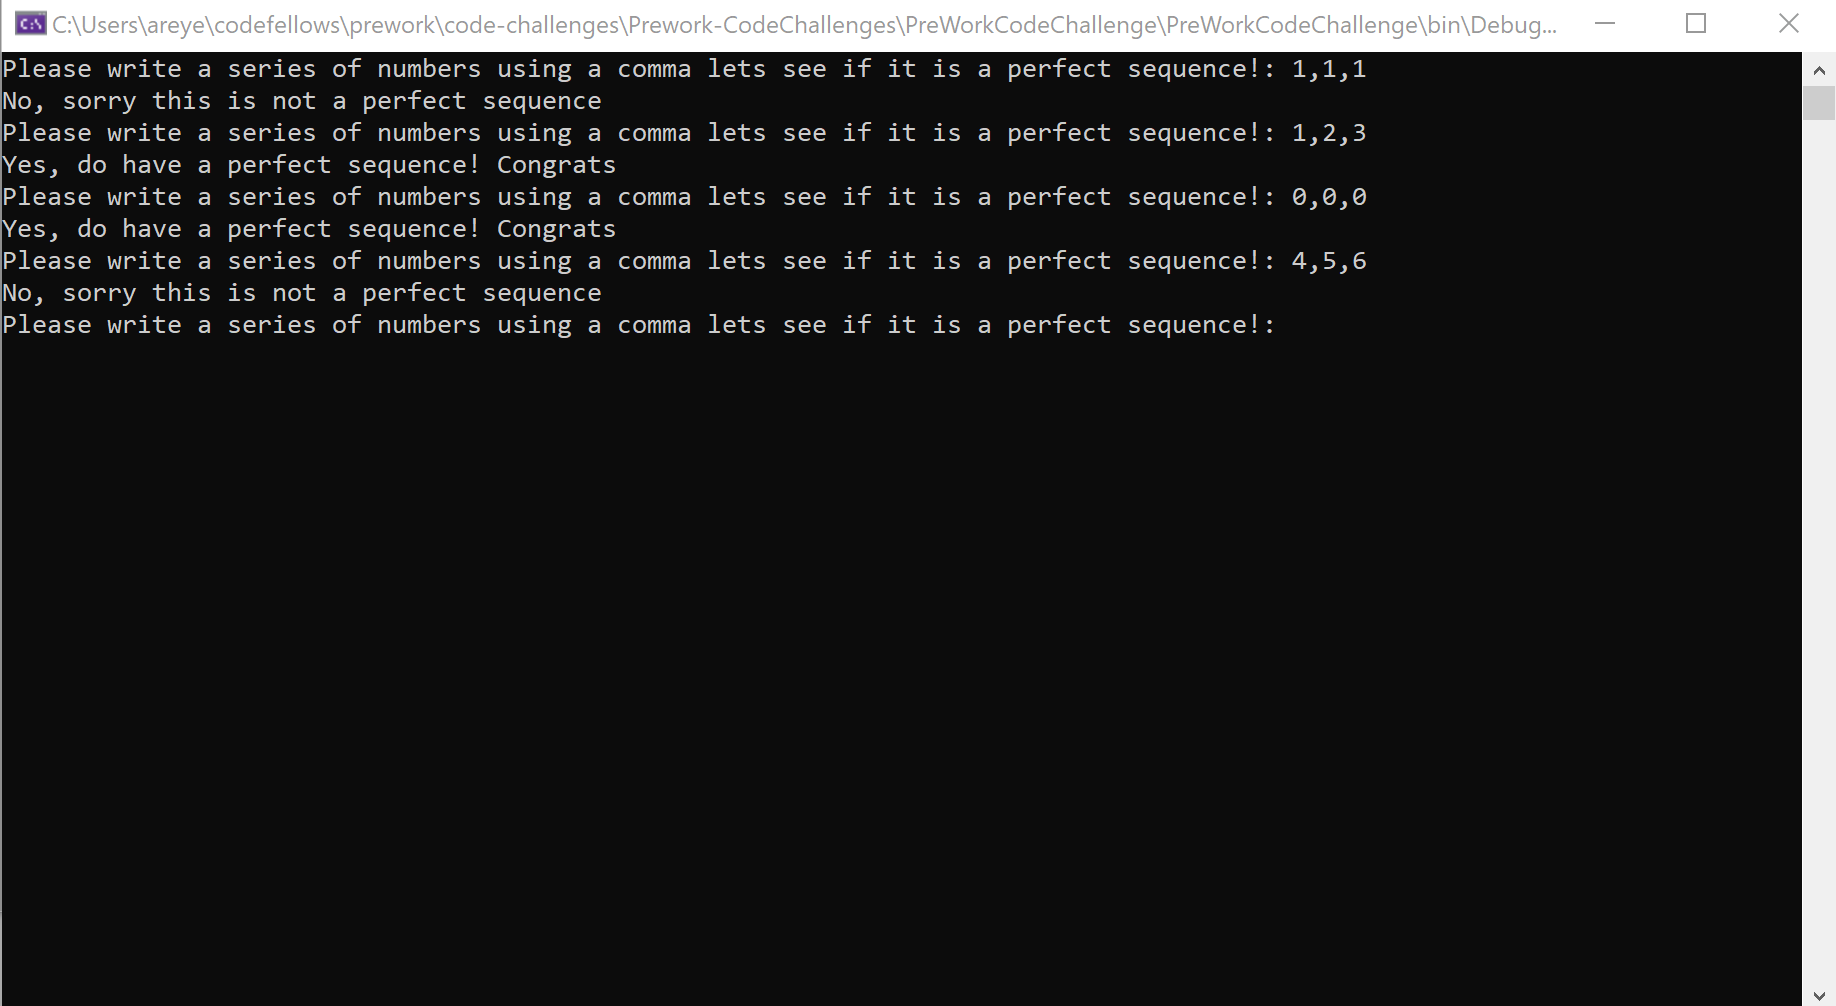 C:\Users\areye\codefellows\prework\code-challenges\Prework-CodeChallenges\PreWorkCodeChallenge\PreWorkCodeChallenge\bin\Debug...
Please write a series of numbers using a comma lets see if it is a perfect sequence!: 1,1,1
No, sorry this is not a perfect sequence
Please write a series of numbers using a comma lets see if it is a perfect sequence!: 1,2,3
Yes, do have a perfect sequence! Congrats
Please write a series of numbers using a comma lets see if it is a perfect sequence!: 0,0,0
Yes, do have a perfect sequence! Congrats
Please write a series of numbers using a comma lets see if it is a perfect sequence!: 4,5,6
No, sorry this is not a perfect sequence
Please write a series of numbers using a comma lets see if it is a perfect sequence!: